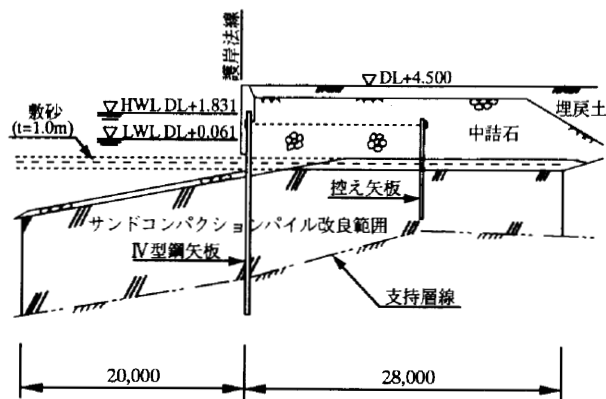 護岸法線
DL+4.500
HWL DL+1.831
LWL DL+0.061
敷砂
(t=1.0m)
埋戻土
中詰石
控え矢板
サンドコンパクションパイル改良範囲
Ⅳ型鋼矢板
支持層線
20,000
28,000